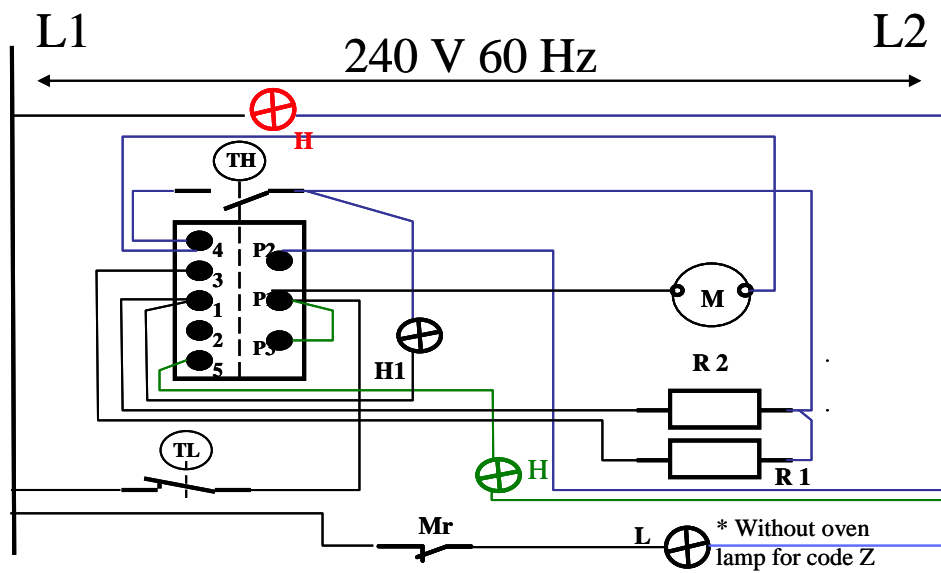 L1
L2
240 V 60 Hz
H
TH
4
P2
3
1
2
P3
5
M
H1
R 2
TL
H
R 1
Mr
L
* Without oven
lamp for code Z